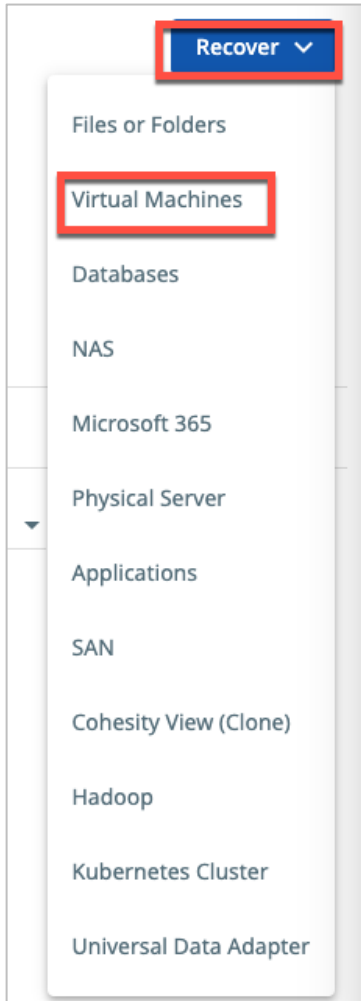 Recover
Files or Folders
Virtual Machines
Databases
NAS
Microsoft 365
Physical Server
Applications
SAN
Cohesity View (Clone)
Hadoop
Kubernetes Cluster
Universal Data Adapter